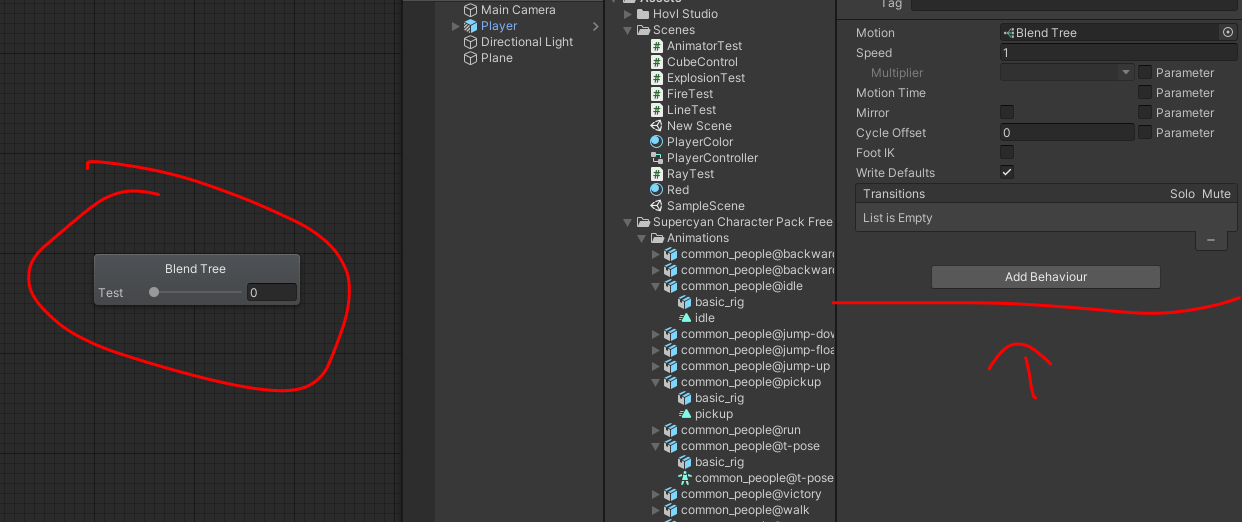 Blend Tree
Test
0
Main Camera
Player
Directional Light
Plane
Assets
Hovl Studio
Scenes
AnimatorTest
CubeControl
ExplosionTest
FireTest
LineTest
New Scene
PlayerColor
PlayerController
RayTest
Red
SampleScene
Supercyan Character Pack Free
Animations
common_people@backwar
common_people@backwar
common_people@idle
basic_rig
idle
common_people@jump-dov
common_people@jump-floa
common_people@jump-up
common_people@pickup
basic_rig
pickup
common_people@run
common_people@t-pose
basic_rig
common_people@t-pose
common_people@victory
common_people@walk
Tag
Motion Blend Tree
Speed 1
Multiplier Parameter
Motion Time Parameter
Mirror Parameter
Cycle Offset 0 Parameter
Foot IK
Write Defaults
Transitions Solo Mute
List is Empty
Add Behaviour